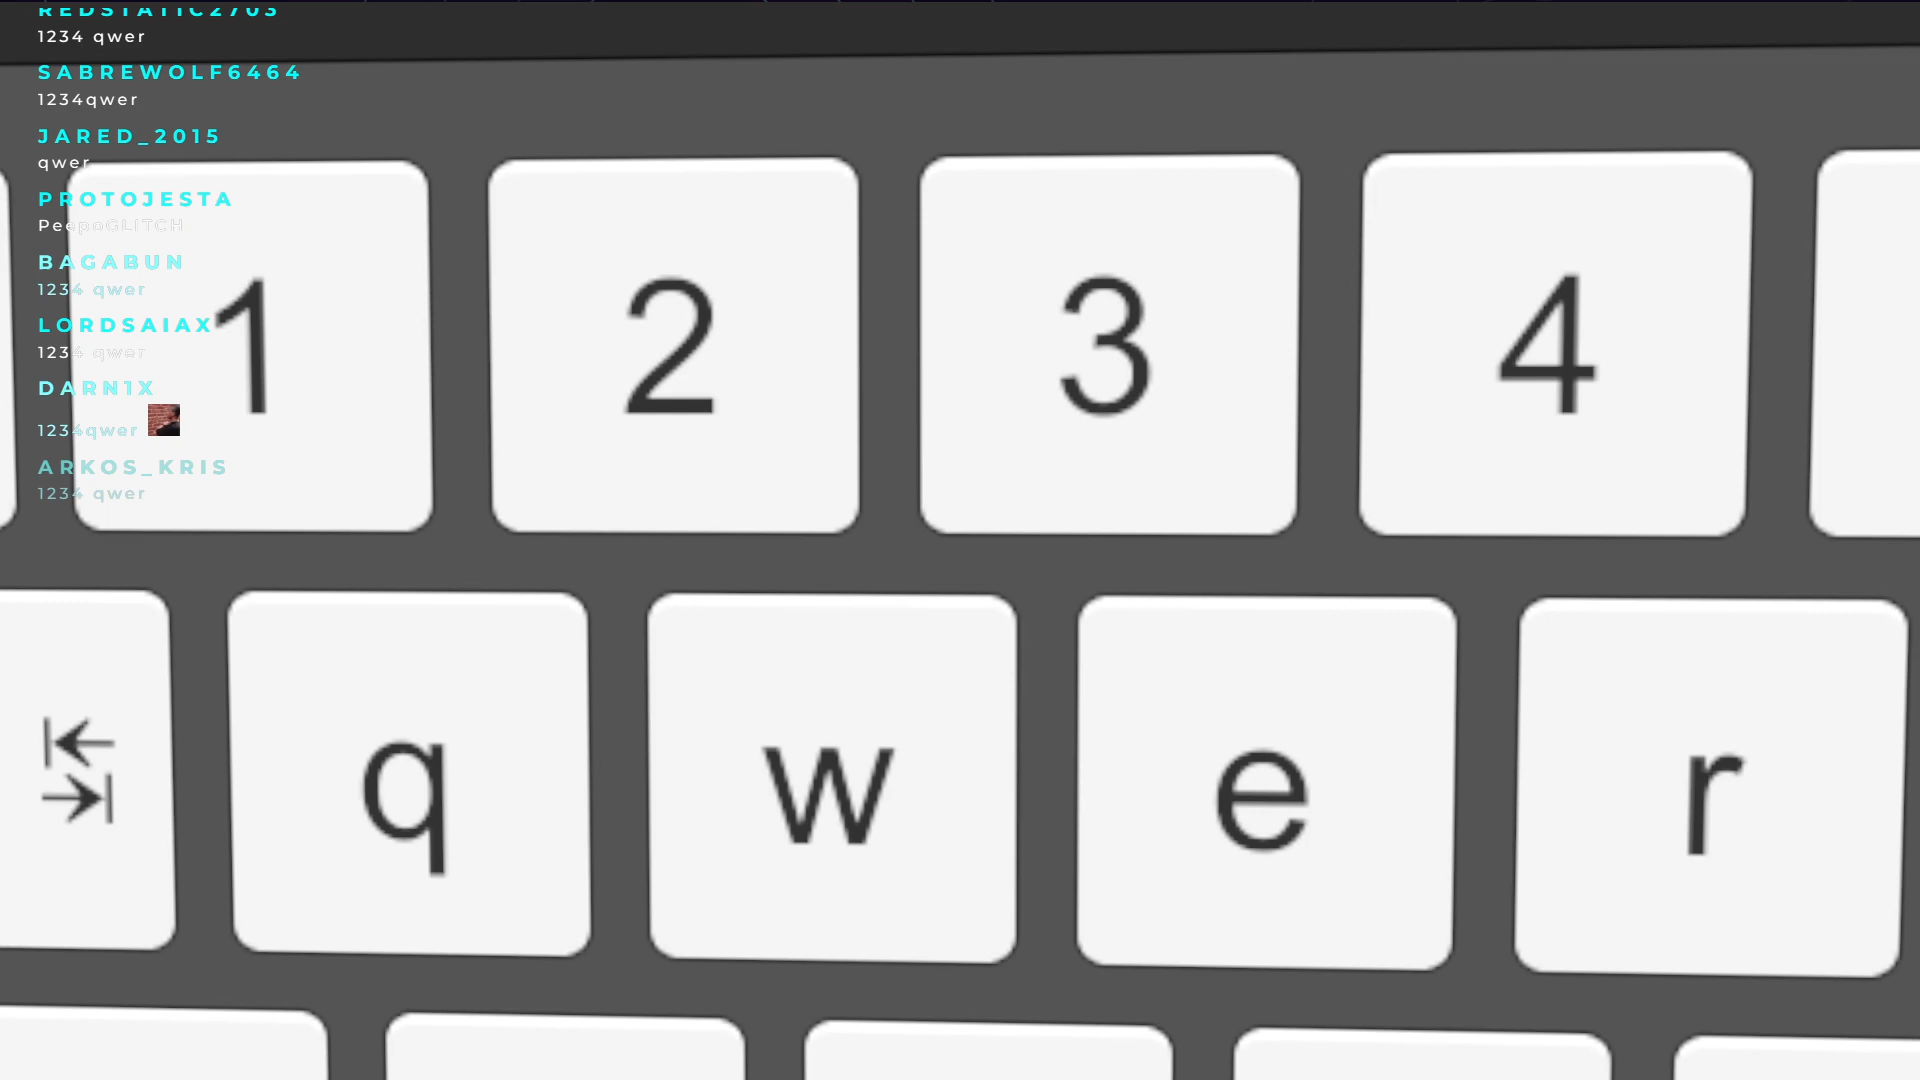 REDSTATIC2703
1234 qwer
SABREWOLF6464
1234qwer
JARED_2015
qwer
PROTOJESTA
PeepoGLITCH
BAGABUN
1234 qwer
LORDSAIAX
1234 qwer
DARN1X
1234qwer
ARKOS_KRIS
1234 qwer
1 2 3 4
q w e r